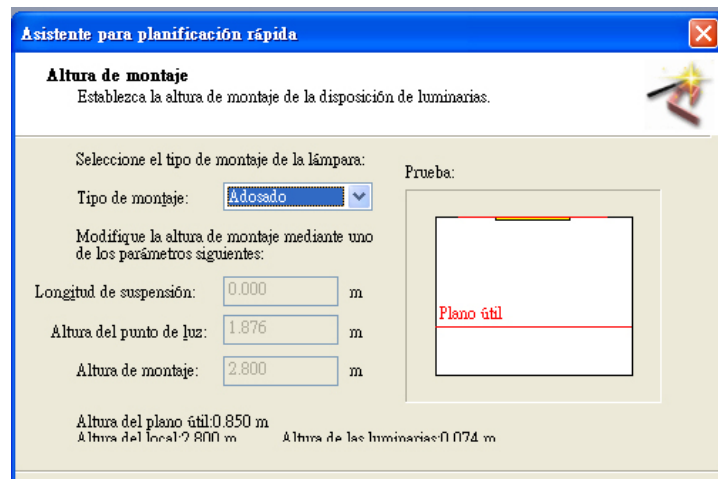 Asistente para planificación rápida
Altura de montaje
Establezca la altura de montaje de la disposición de luminarias.
Seleccione el tipo de montaje de la lámpara:
Tipo de montaje: Adosado
Modifique la altura de montaje mediante uno
de los parámetros siguientes:
Longitud de suspensión: 0.000 m
Altura del punto de luz: 1.876 m
Altura de montaje: 2.800 m
Prueba:
Plano útil
Altura del plano útil:0.850 m
Altura del local:2.800 m Altura de las luminarias:0.074 m